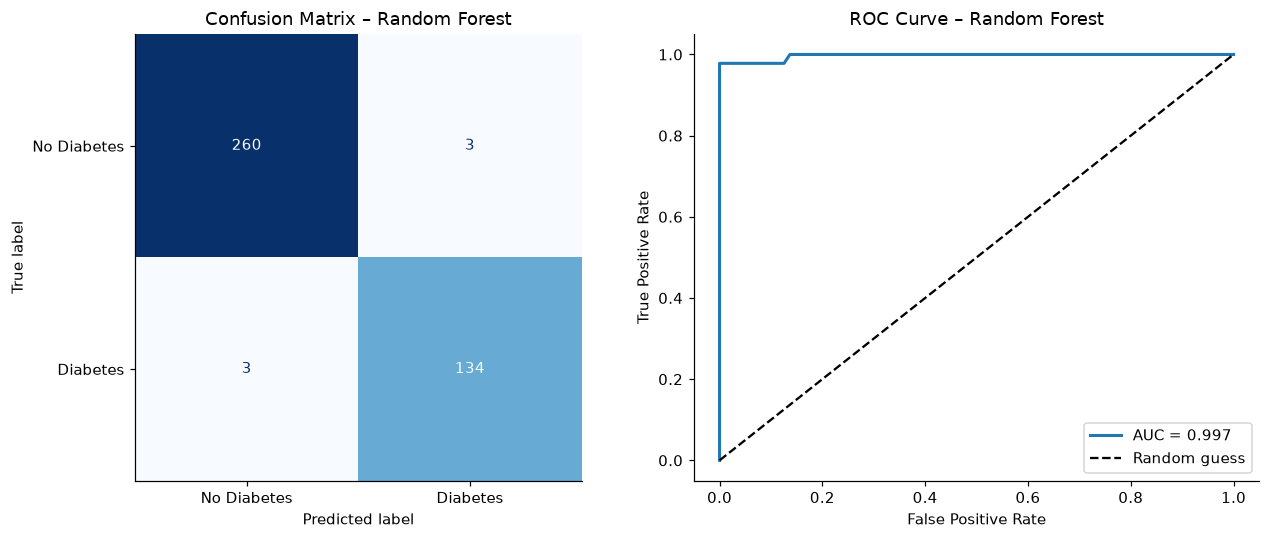 Confusion Matrix – Random Forest
True label
No Diabetes
Diabetes
260
3
3
134
No Diabetes
Diabetes
Predicted label
ROC Curve – Random Forest
True Positive Rate
1.0
0.8
0.6
0.4
0.2
0.0
AUC = 0.997
Random guess
0.0
0.2
0.4
0.6
0.8
1.0
False Positive Rate